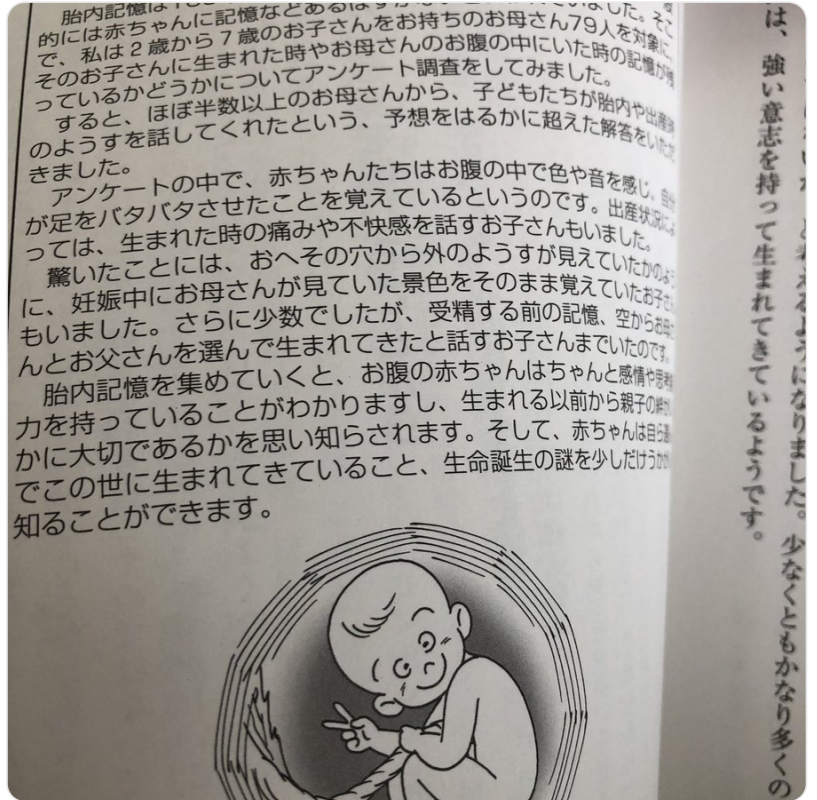 胎内記憶は
的には赤ちゃんに記憶などあるはずが
で、私は2歳から7歳のお子さんをお持ちのお母さん79人を対象に、
そのお子さんに生まれた時やお母さんのお腹の中にいた時の記憶が残
っているかどうかについてアンケート調査をしてみました。
すると、ほぼ半数以上のお母さんから、子どもたちが胎内や出産時
のようすを話してくれたという、予想をはるかに超えた解答をいただ
きました。
アンケートの中で、赤ちゃんたちはお腹の中で色や音を感じ、自分
が足をバタバタさせたことを覚えているというのです。出産状況によ
っては、生まれた時の痛みや不快感を話すお子さんもいました。
驚いたことには、おへその穴から外のようすが見えていたかのよう
に、妊娠中にお母さんが見ていた景色をそのまま覚えていたお子さん
もいました。さらに少数でしたが、受精する前の記憶、空からお母さ
んとお父さんを選んで生まれてきたと話すお子さんまでいたのです。
胎内記憶を集めていくと、お腹の赤ちゃんはちゃんと感情や思考
力を持っていることがわかりますし、生まれる以前から親子の絆が
かに大切であるかを思い知らされます。そして、赤ちゃんは自ら選ん
でこの世に生まれてきていること、生命誕生の謎を少しだけうかがい
知ることができます。
と考えるようになりました。少なくともかなり多くの
は、強い意志を持って生まれてきているようです。